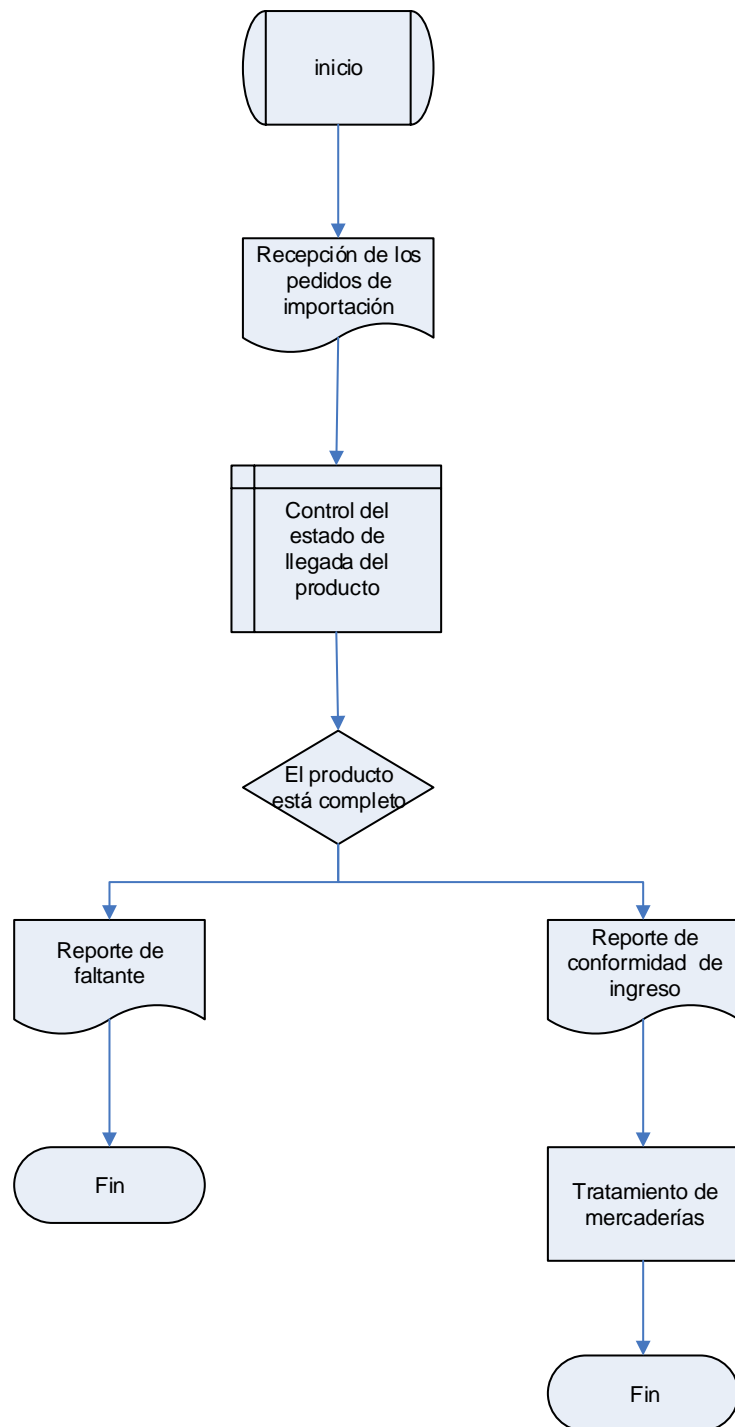 inicio
Recepción de los
pedidos de
importación
Control del
estado de
llegada del
producto
El producto
está completo
Reporte de
faltante
Reporte de
conformidad de
ingreso
Fin
Tratamiento de
mercaderías
Fin